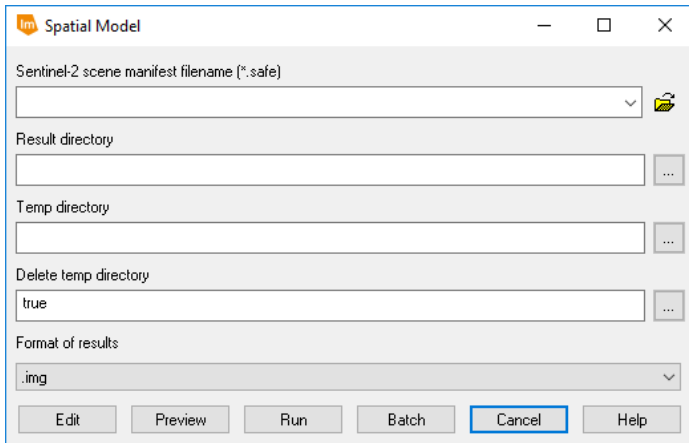 Im Spatial Model
Sentinel-2 scene manifest filename (*.safe)
Result directory
...
Temp directory
...
Delete temp directory
true ...
Format of results
.img
Edit Preview Run Batch Cancel Help